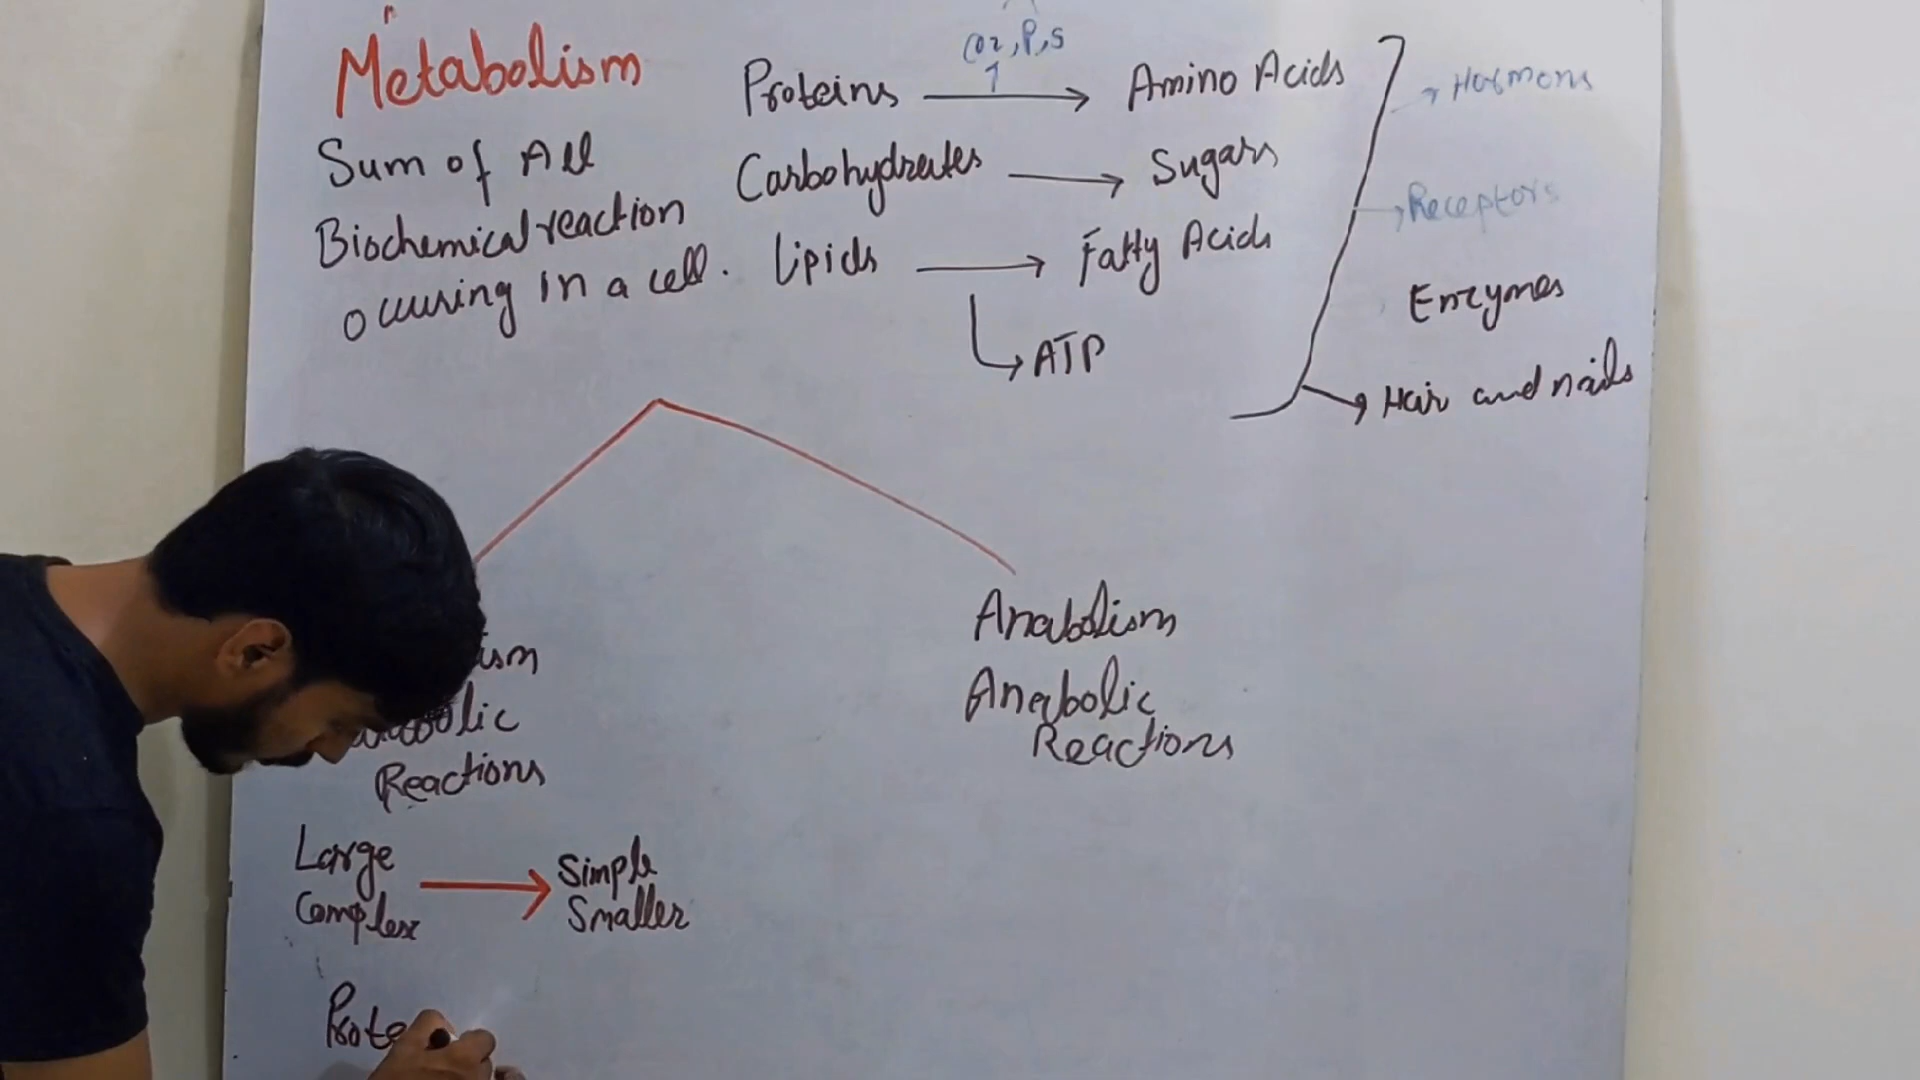 Metabolism
Sum of All
Biochemical reaction
occuring in a cell.
CO2, P, S
Proteins → Amino Acids
Carbohydrates → Sugars
Lipids → Fatty Acids
→ ATP
→ Hormons
→ Receptors
Enzymes
→ Hair and nails
Reactions
Large
Complex
→
Simple
Smaller
Anabolism
Anabolic
Reactions